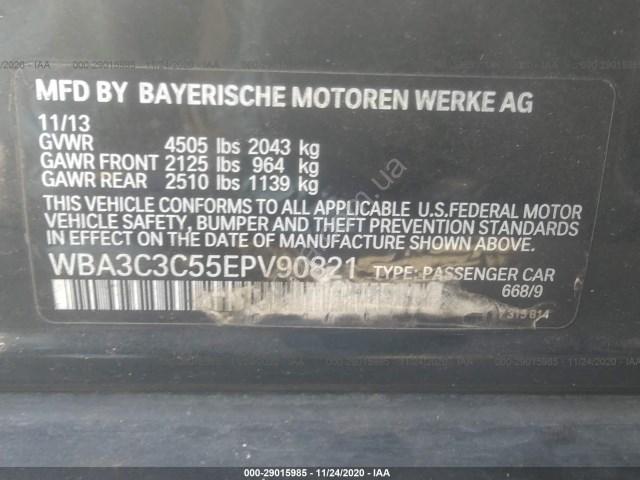 MFD BY BAYERISCHE MOTOREN WERKE AG
11/13
GVWR 4505 lbs 2043 kg
GAWR FRONT 2125 lbs 964 kg
GAWR REAR 2510 lbs 1139 kg
THIS VEHICLE CONFORMS TO ALL APPLICABLE U.S.FEDERAL MOTOR
VEHICLE SAFETY, BUMPER AND THEFT PREVENTION STANDARDS
IN EFFECT ON THE DATE OF MANUFACTURE SHOWN ABOVE.
WBA3C3C55EPV90821 TYPE: PASSENGER CAR
668/9
7 315 814
000-29015985 - 11/24/2020 - IAA